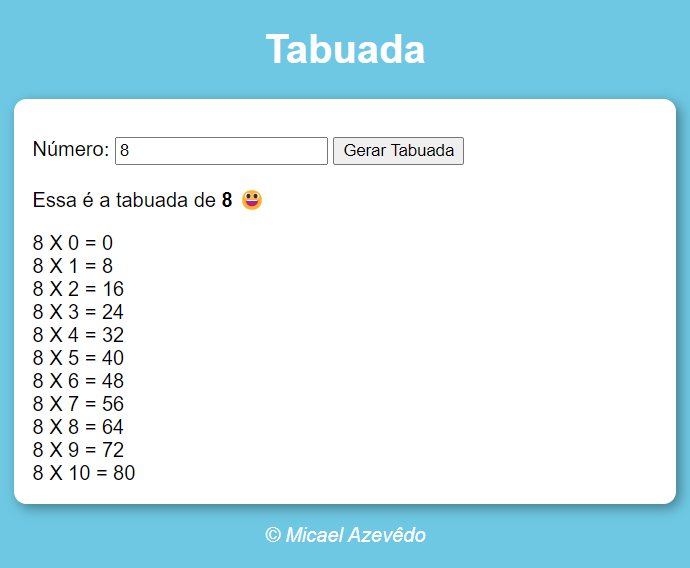 Tabuada
Número: 8 Gerar Tabuada
Essa é a tabuada de 8 😃
8 X 0 = 0
8 X 1 = 8
8 X 2 = 16
8 X 3 = 24
8 X 4 = 32
8 X 5 = 40
8 X 6 = 48
8 X 7 = 56
8 X 8 = 64
8 X 9 = 72
8 X 10 = 80
© Micael Azevêdo